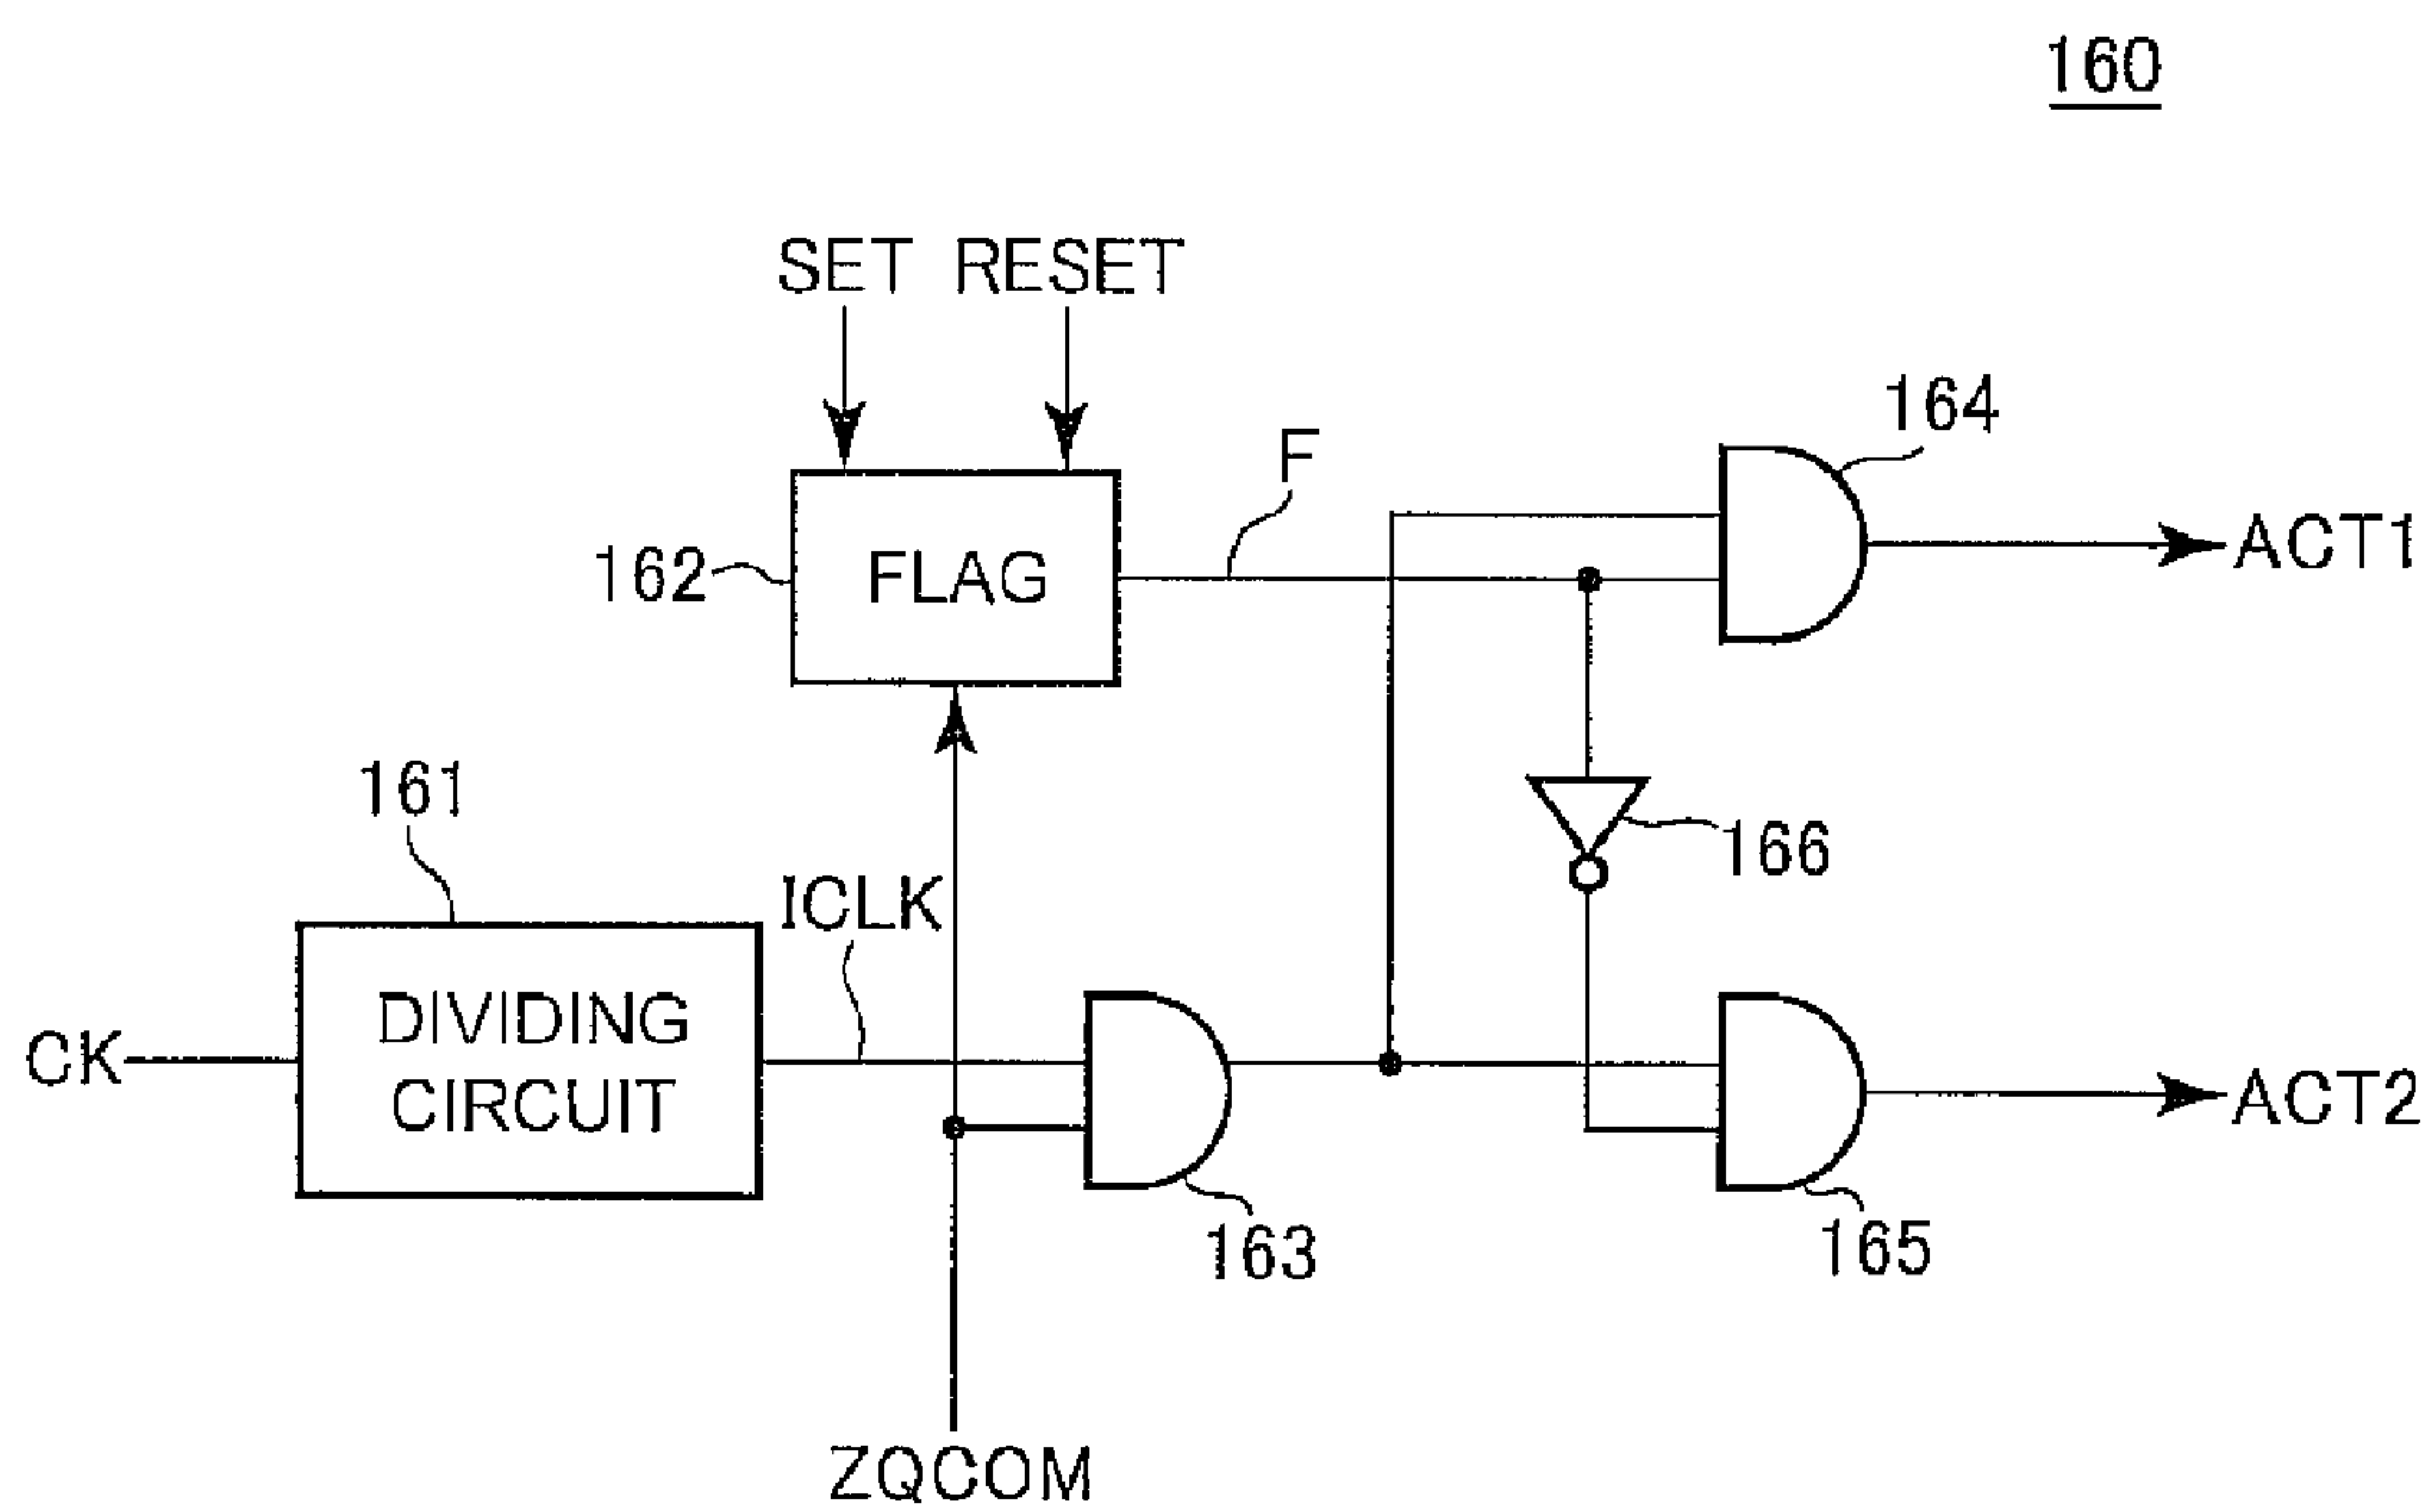 160
SET RESET
164
F
ACT1
162
FLAG
161
166
ICLK
DIVIDING
CIRCUIT
CK
ACT2
163
165
ZQCOM